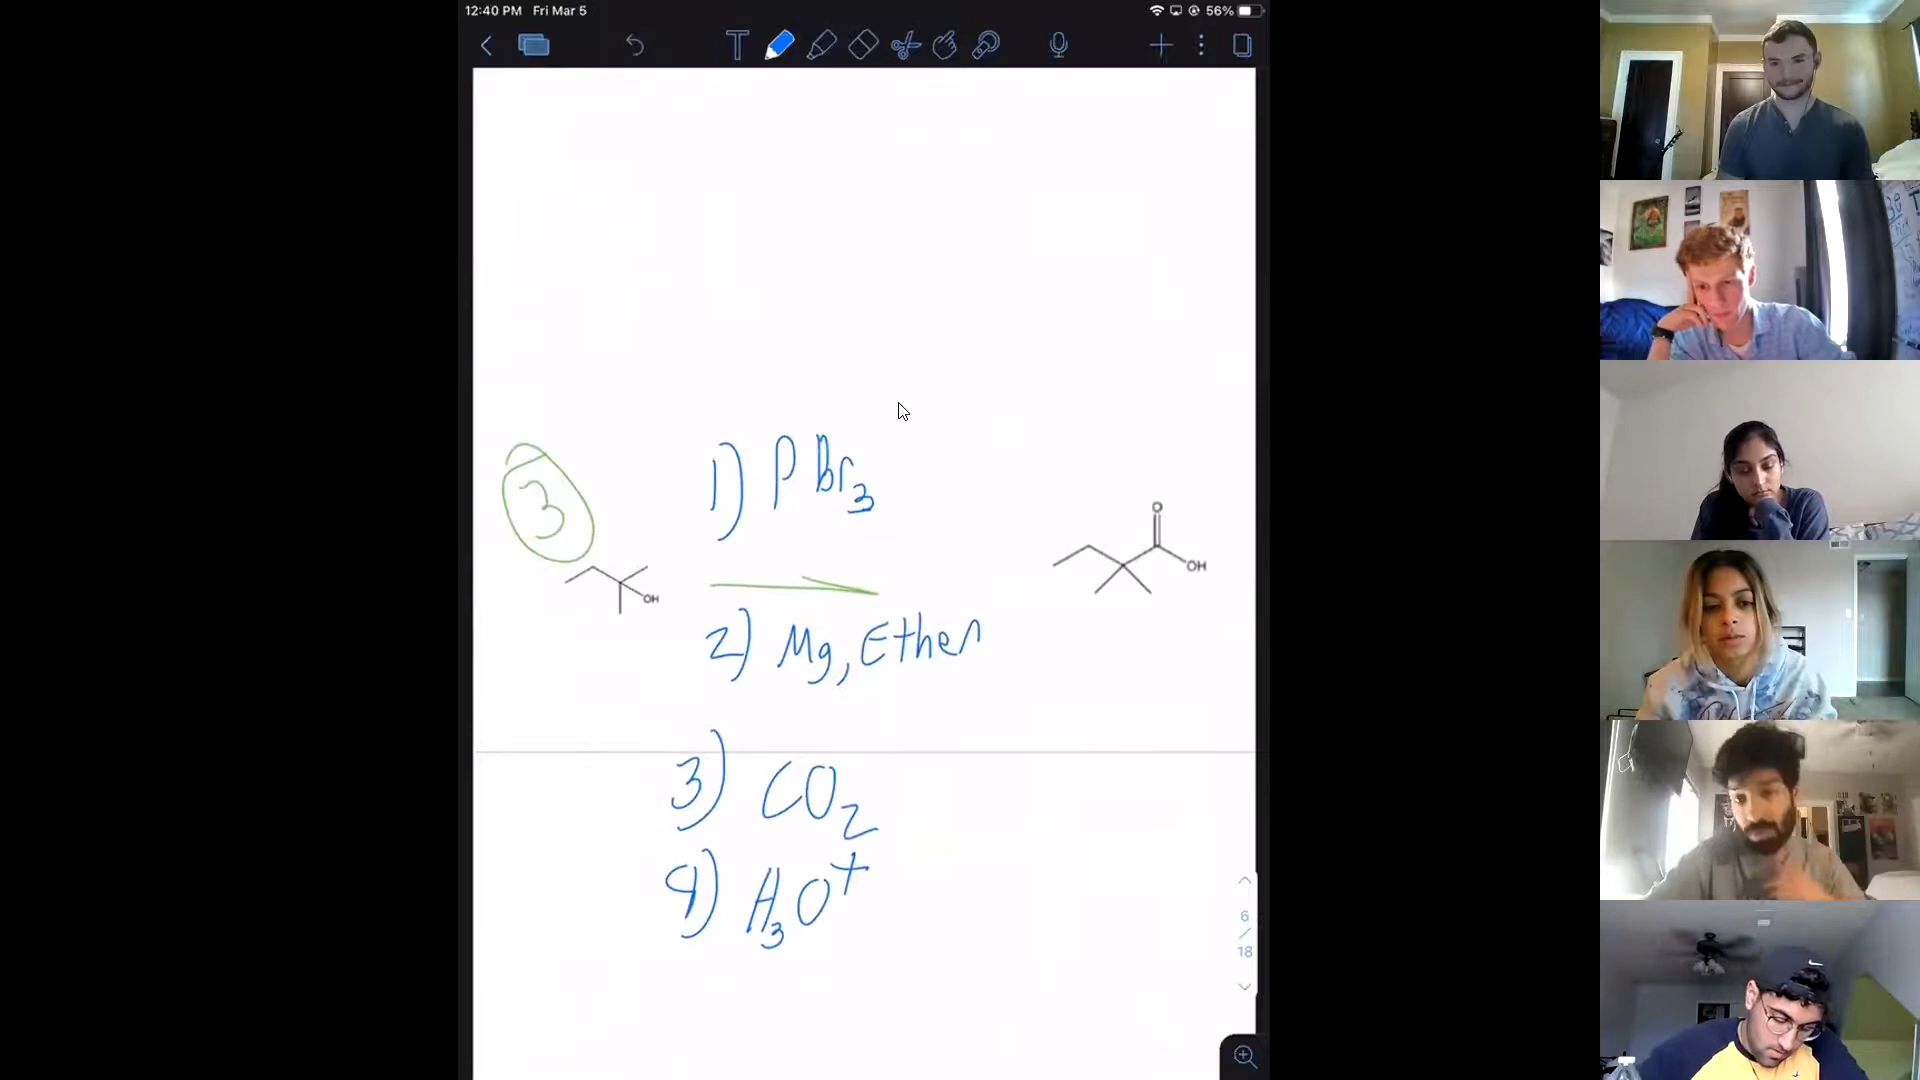 12:40 PM Fri Mar 5
56%
T
3
1) PBr3
O
OH
OH
2) Mg, Ether
3) CO2
4) H3O+
6
/
18